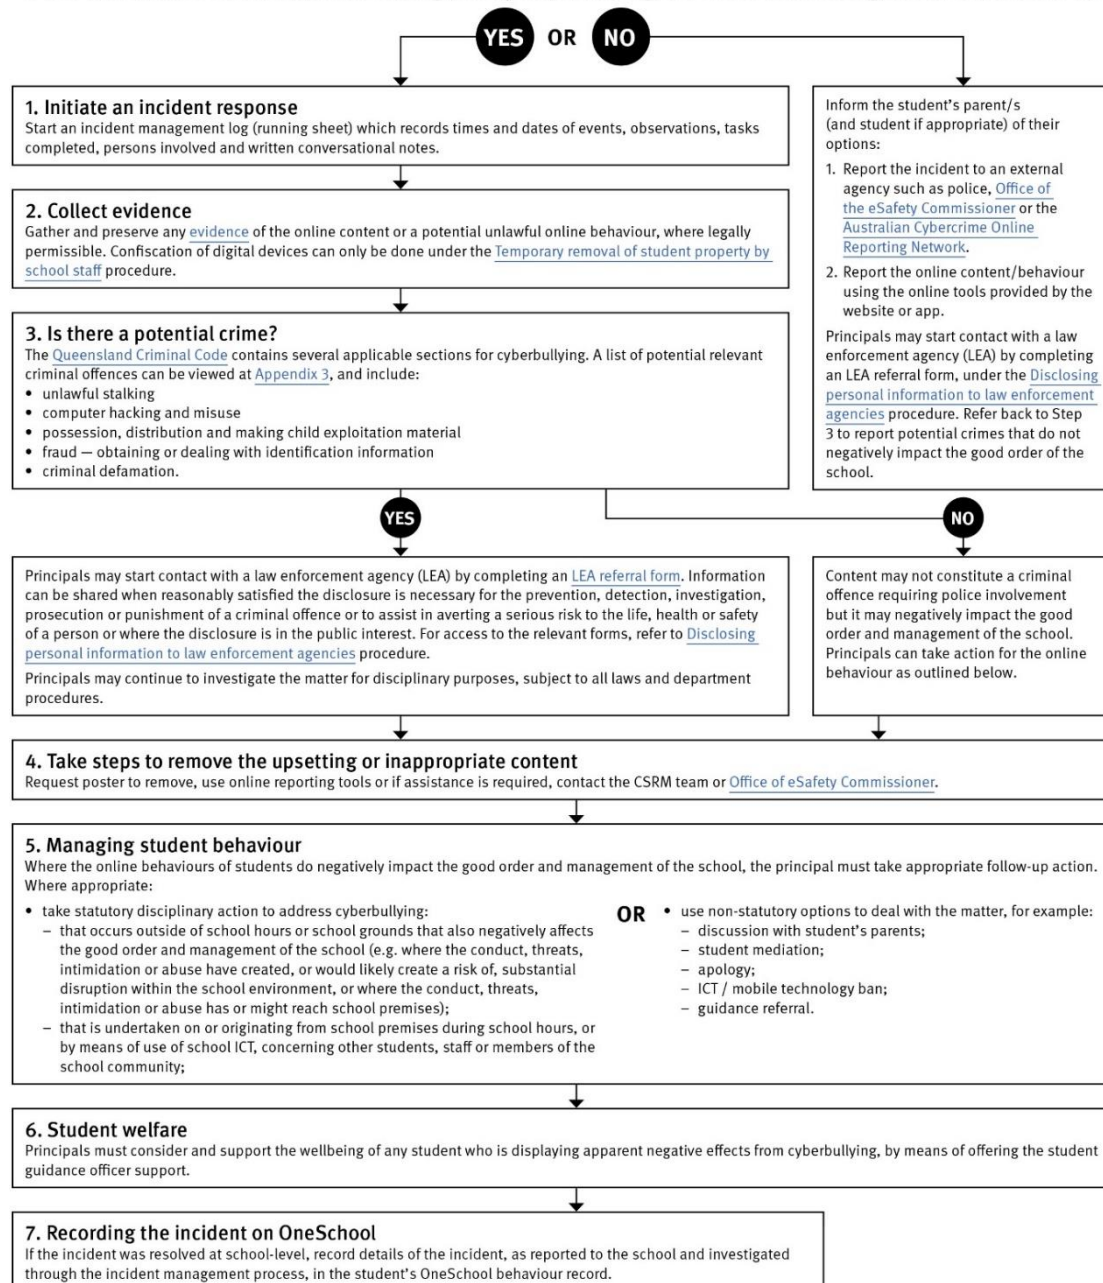 YES OR NO
1. Initiate an incident response
Start an incident management log (running sheet) which records times and dates of events, observations, tasks
completed, persons involved and written conversational notes.
2. Collect evidence
Gather and preserve any evidence of the online content or a potential unlawful online behaviour, where legally
permissible. Confiscation of digital devices can only be done under the Temporary removal of student property by
school staff procedure.
3. Is there a potential crime?
The Queensland Criminal Code contains several applicable sections for cyberbullying. A list of potential relevant
criminal offences can be viewed at Appendix 3, and include:
• unlawful stalking
• computer hacking and misuse
• possession, distribution and making child exploitation material
• fraud — obtaining or dealing with identification information
• criminal defamation.
Inform the student's parent/s
(and student if appropriate) of their
options:
1. Report the incident to an external
agency such as police, Office of
the eSafety Commissioner or the
Australian Cybercrime Online
Reporting Network.
2. Report the online content/behaviour
using the online tools provided by the
website or app.
Principals may start contact with a law
enforcement agency (LEA) by completing
an LEA referral form, under the Disclosing
personal information to law enforcement
agencies procedure. Refer back to Step
3 to report potential crimes that do not
negatively impact the good order of the
school.
YES
NO
Principals may start contact with a law enforcement agency (LEA) by completing an LEA referral form. Information
can be shared when reasonably satisfied the disclosure is necessary for the prevention, detection, investigation,
prosecution or punishment of a criminal offence or to assist in averting a serious risk to the life, health or safety
of a person or where the disclosure is in the public interest. For access to the relevant forms, refer to Disclosing
personal information to law enforcement agencies procedure.
Principals may continue to investigate the matter for disciplinary purposes, subject to all laws and department
procedures.
Content may not constitute a criminal
offence requiring police involvement
but it may negatively impact the good
order and management of the school.
Principals can take action for the online
behaviour as outlined below.
4. Take steps to remove the upsetting or inappropriate content
Request poster to remove, use online reporting tools or if assistance is required, contact the CSRM team or Office of eSafety Commissioner.
5. Managing student behaviour
Where the online behaviours of students do negatively impact the good order and management of the school, the principal must take appropriate follow-up action.
Where appropriate:
• take statutory disciplinary action to address cyberbullying:
– that occurs outside of school hours or school grounds that also negatively affects
the good order and management of the school (e.g. where the conduct, threats,
intimidation or abuse have created, or would likely create a risk of, substantial
disruption within the school environment, or where the conduct, threats,
intimidation or abuse has or might reach school premises);
– that is undertaken on or originating from school premises during school hours, or
by means of use of school ICT, concerning other students, staff or members of the
school community;
OR
• use non-statutory options to deal with the matter, for example:
– discussion with student's parents;
– student mediation;
– apology;
– ICT / mobile technology ban;
– guidance referral.
6. Student welfare
Principals must consider and support the wellbeing of any student who is displaying apparent negative effects from cyberbullying, by means of offering the student
guidance officer support.
7. Recording the incident on OneSchool
If the incident was resolved at school-level, record details of the incident, as reported to the school and investigated
through the incident management process, in the student's OneSchool behaviour record.